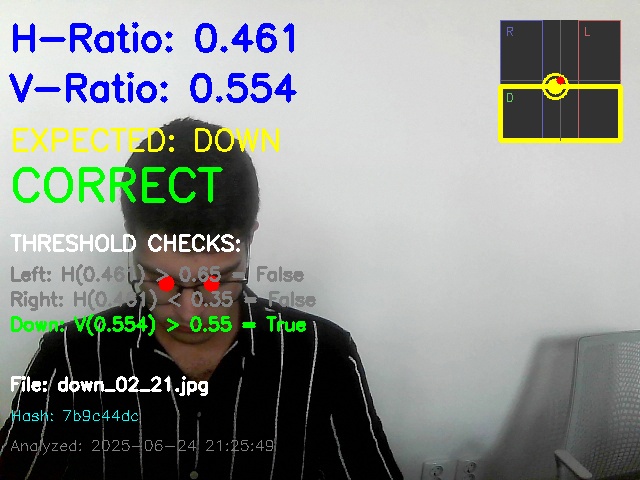 H-Ratio: 0.461
V-Ratio: 0.554
EXPECTED: DOWN
CORRECT
THRESHOLD CHECKS:
Left: H(0.461) > 0.65 = False
Right: H(0.461) < 0.35 = False
Down: V(0.554) > 0.55 = True
File: down_02_21.jpg
Hash: 7b9c44dc
Analyzed: 2025-06-24 21:25:49
R
L
D